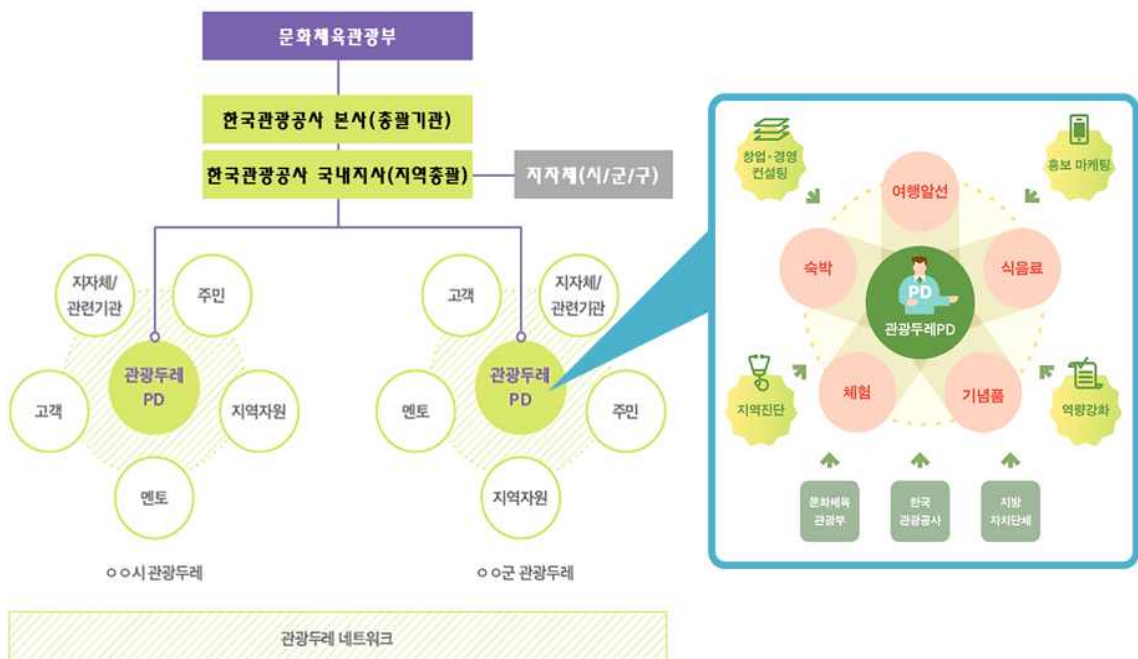 문화체육관광부
한국관광공사 본사(총괄기관)
한국관광공사 국내지사(지역총괄)
지자체(시/군/구)
지자체/
관련기관
주민
고객
관광두레
PD
지역자원
멘토
ㅇㅇ시 관광두레
고객
지자체/
관련기관
멘토
관광두레
PD
주민
지역자원
ㅇㅇ군 관광두레
관광두레 네트워크
창업·경영
컨설팅
홍보 마케팅
여행알선
숙박
식음료
PD
관광두레PD
체험
기념품
지역진단
역량강화
문화체육
관광부
한국
관광공사
지방
자치단체